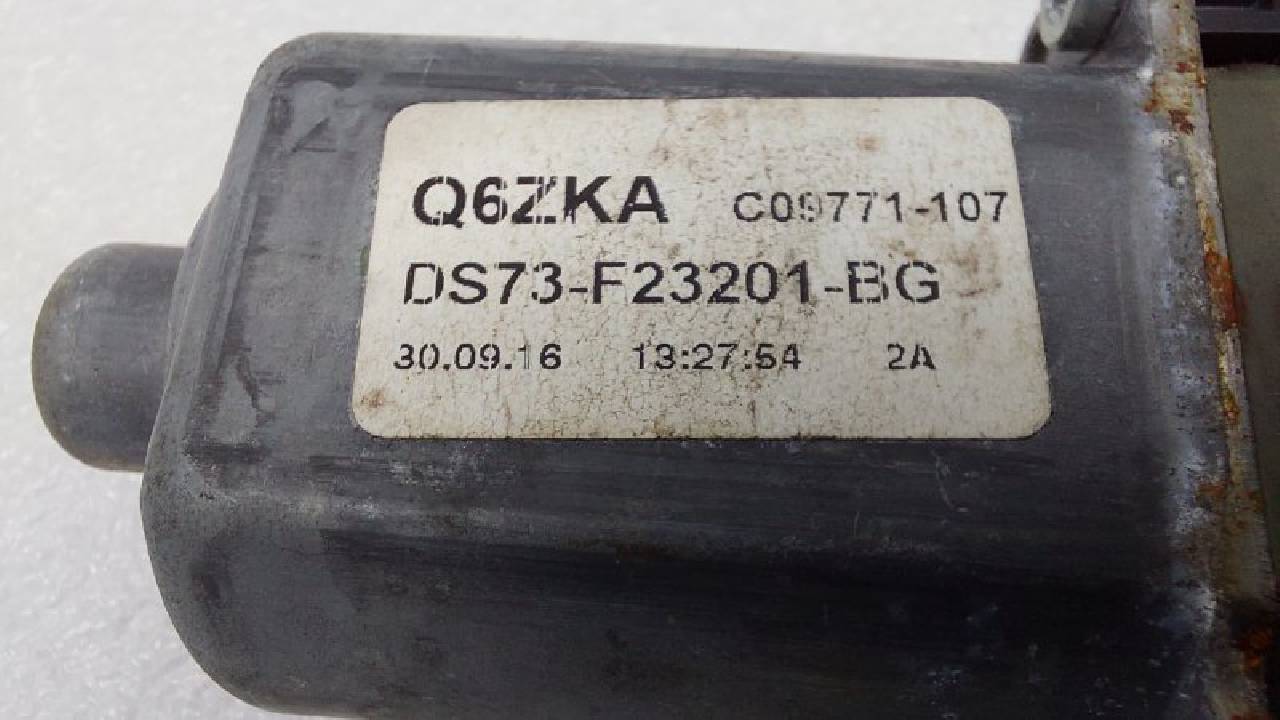 Q6ZKA C09771-107
DS73-F23201-BG
30.09.16 13:27:54 2A